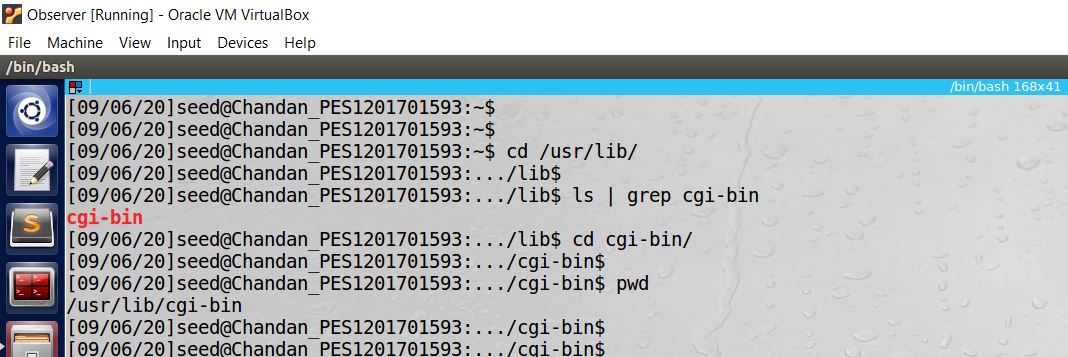 Observer [Running] - Oracle VM VirtualBox
File Machine View Input Devices Help
/bin/bash
/bin/bash 168x41
[09/06/20]seed@Chandan_PES1201701593:~$
[09/06/20]seed@Chandan_PES1201701593:~$
[09/06/20]seed@Chandan_PES1201701593:~$ cd /usr/lib/
[09/06/20]seed@Chandan_PES1201701593:.../lib$
[09/06/20]seed@Chandan_PES1201701593:.../lib$ ls | grep cgi-bin
cgi-bin
[09/06/20]seed@Chandan_PES1201701593:.../lib$ cd cgi-bin/
[09/06/20]seed@Chandan_PES1201701593:.../cgi-bin$
[09/06/20]seed@Chandan_PES1201701593:.../cgi-bin$ pwd
/usr/lib/cgi-bin
[09/06/20]seed@Chandan_PES1201701593:.../cgi-bin$
[09/06/20]seed@Chandan_PES1201701593:.../cgi-bin$